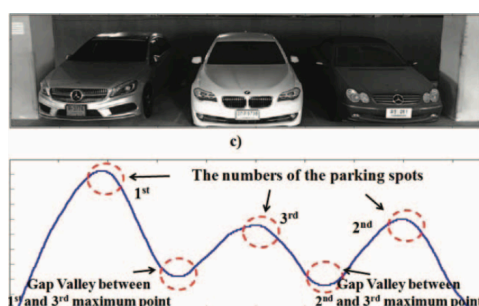 c)
The numbers of the parking spots
1st
3rd
2nd
Gap Valley between
1st and 3rd maximum point
Gap Valley between
2nd and 3rd maximum point